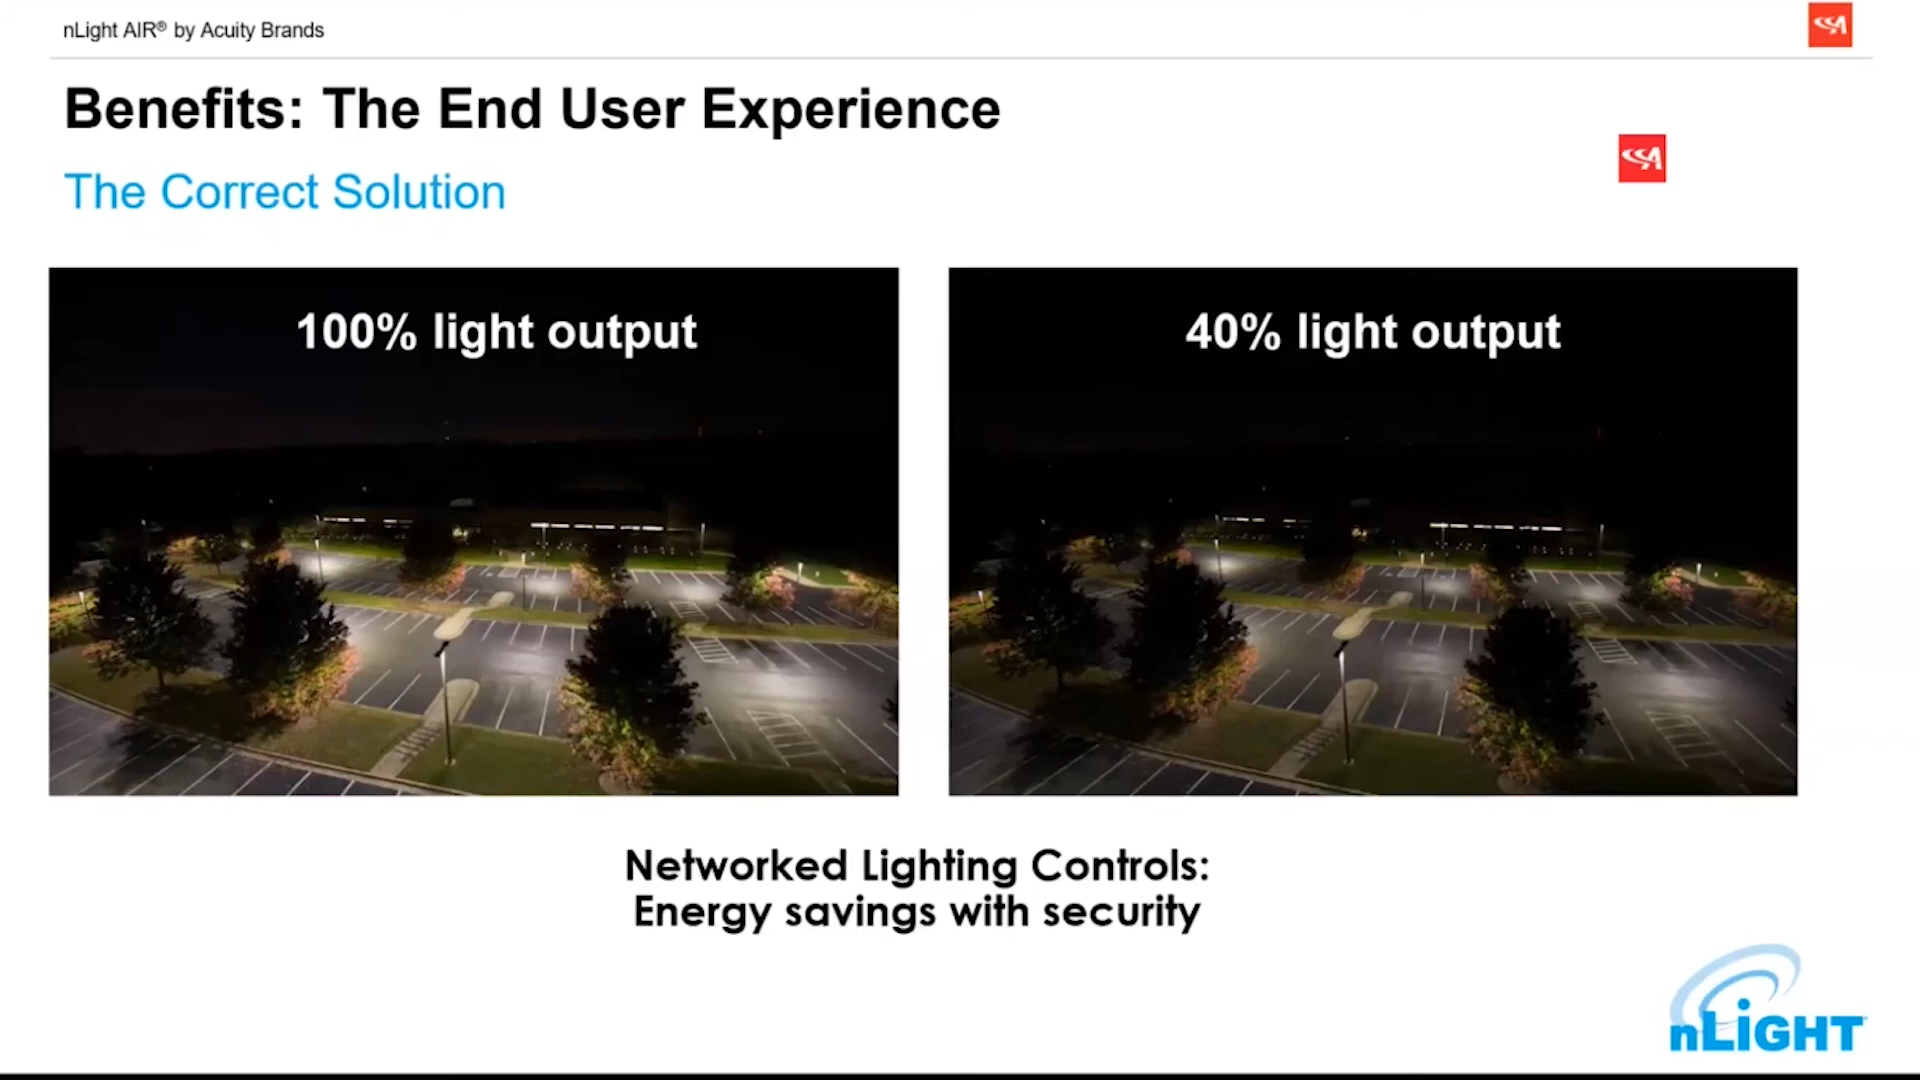 nLight AIR® by Acuity Brands
Benefits: The End User Experience
The Correct Solution
100% light output
40% light output
Networked Lighting Controls:
Energy savings with security
nLiGHT